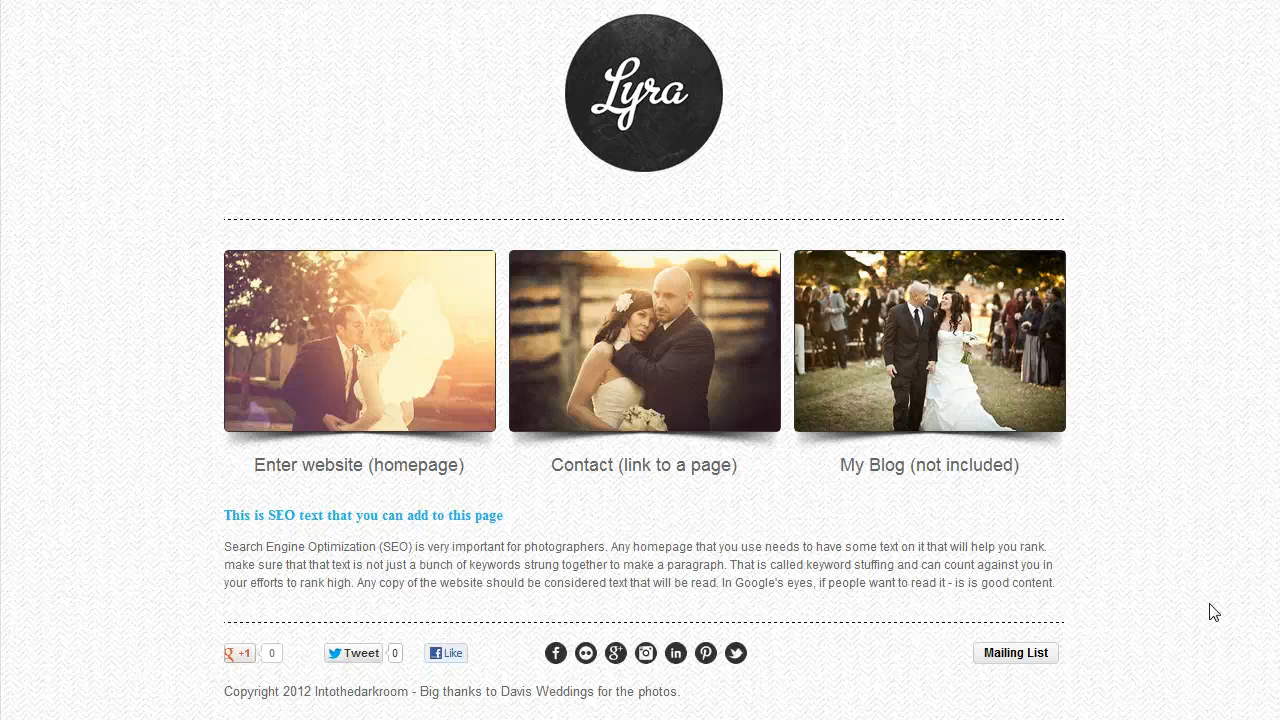 Lyra
Enter website (homepage)
Contact (link to a page)
My Blog (not included)
This is SEO text that you can add to this page
Search Engine Optimization (SEO) is very important for photographers. Any homepage that you use needs to have some text on it that will help you rank.
make sure that that text is not just a bunch of keywords strung together to make a paragraph. That is called keyword stuffing and can count against you in
your efforts to rank high. Any copy of the website should be considered text that will be read. In Google's eyes, if people want to read it - is is good content.
g +1 0
Tweet 0
f Like
f g+ in
Mailing List
Copyright 2012 Intothedarkroom - Big thanks to Davis Weddings for the photos.